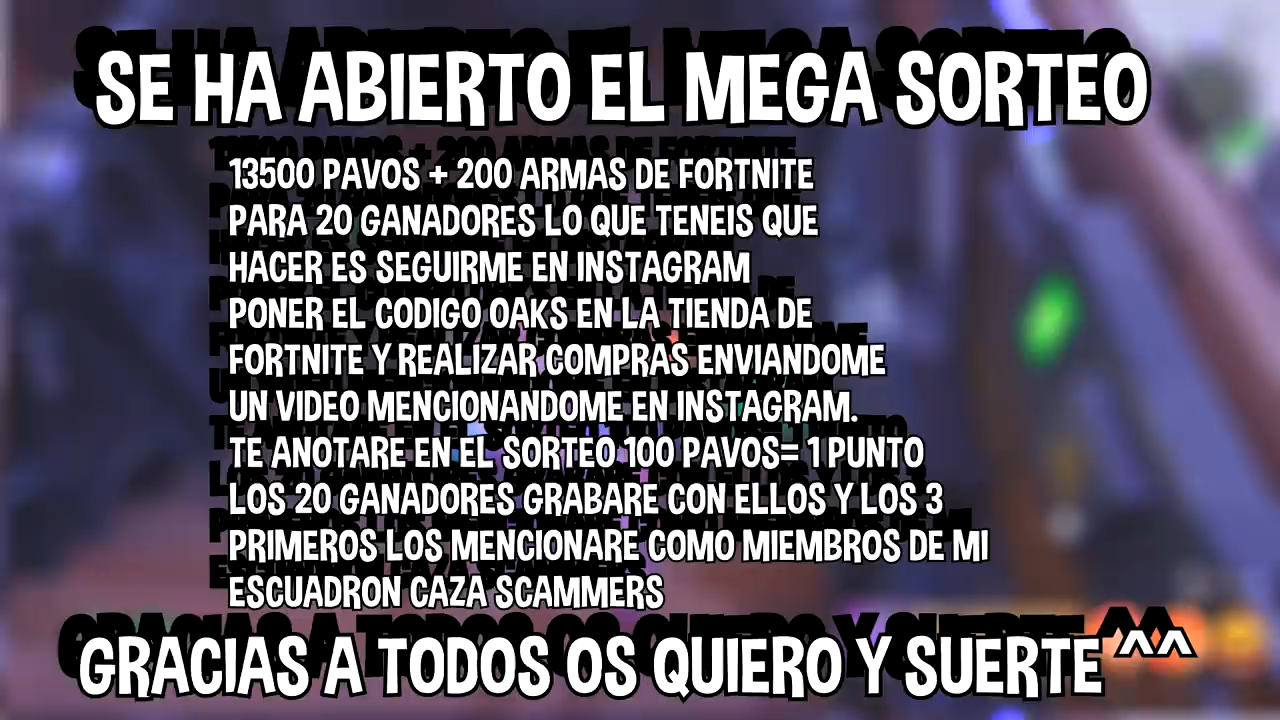 SE HA ABIERTO EL MEGA SORTEO
13500 PAVOS + 200 ARMAS DE FORTNITE
PARA 20 GANADORES LO QUE TENEIS QUE
HACER ES SEGUIRME EN INSTAGRAM
PONER EL CODIGO OAKS EN LA TIENDA DE
FORTNITE Y REALIZAR COMPRAS ENVIANDOME
UN VIDEO MENCIONANDOME EN INSTAGRAM.
TE ANOTARE EN EL SORTEO 100 PAVOS= 1 PUNTO
LOS 20 GANADORES GRABARE CON ELLOS Y LOS 3
PRIMEROS LOS MENCIONARE COMO MIEMBROS DE MI
ESCUADRON CAZA SCAMMERS
GRACIAS A TODOS OS QUIERO Y SUERTE ^^